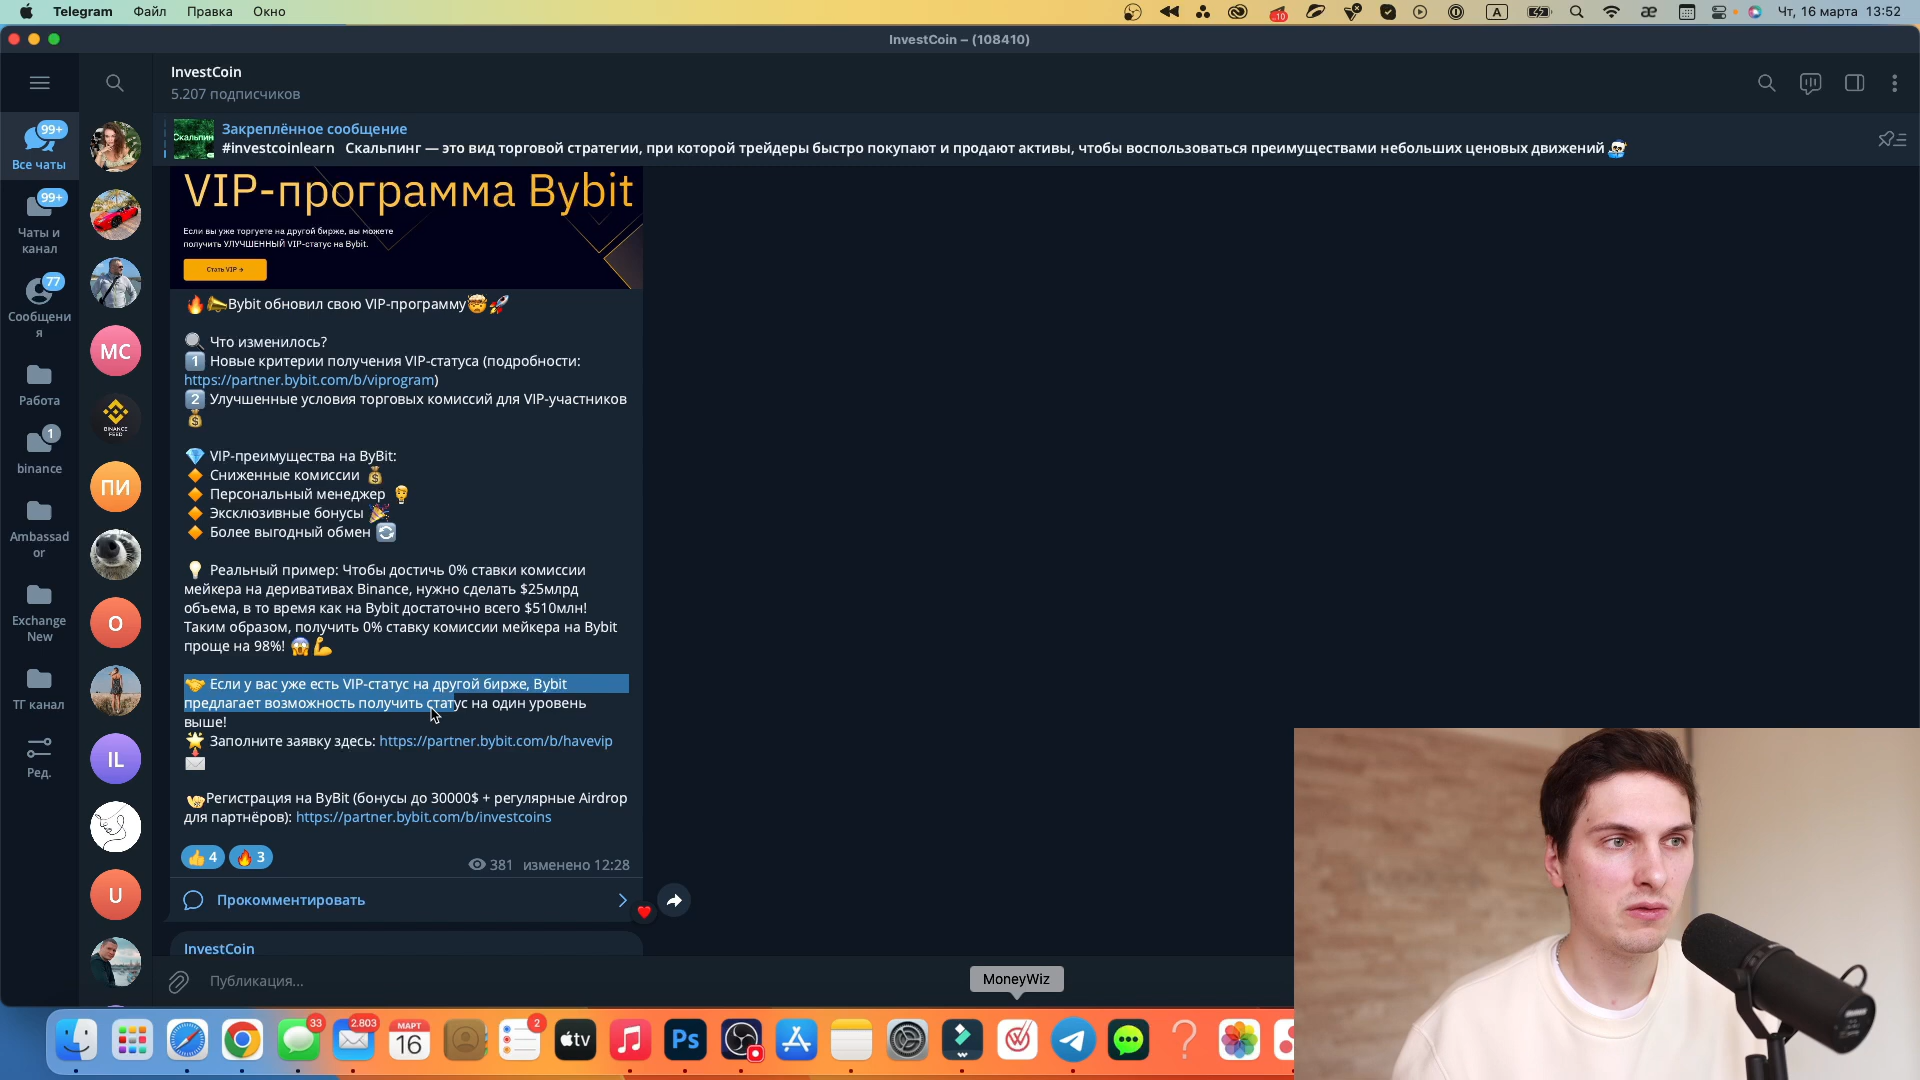 Telegram Файл Правка Окно
A
Чт, 16 марта 13:52
InvestCoin – (108410)
InvestCoin
5.207 подписчиков
99+
Все чаты
99+
Чаты и
канал
77
Сообщени
я
Работа
1
binance
Ambassad
or
Exchange
New
ТГ канал
Ред.
МС
BINANCE
FEED
ПИ
О
IL
U
Закреплённое сообщение
#investcoinlearn Скальпинг — это вид торговой стратегии, при которой трейдеры быстро покупают и продают активы, чтобы воспользоваться преимуществами небольших ценовых движений
VIP-программа Bybit
Если вы уже торгуете на другой бирже, вы можете
получить УЛУЧШЕННЫЙ VIP-статус на Bybit.
Стать VIP →
🔥📣Bybit обновил свою VIP-программу🤯🚀
🔍 Что изменилось?
1️⃣ Новые критерии получения VIP-статуса (подробности:
https://partner.bybit.com/b/viprogram)
2️⃣ Улучшенные условия торговых комиссий для VIP-участников
💰
💎 VIP-преимущества на ByBit:
🔸 Сниженные комиссии 💰
🔸 Персональный менеджер 👨‍💼
🔸 Эксклюзивные бонусы 🎉
🔸 Более выгодный обмен 🔄
💡 Реальный пример: Чтобы достичь 0% ставки комиссии
мейкера на деривативах Binance, нужно сделать $25млрд
объема, в то время как на Bybit достаточно всего $510млн!
Таким образом, получить 0% ставку комиссии мейкера на Bybit
проще на 98%! 😱💪
🤝 Если у вас уже есть VIP-статус на другой бирже, Bybit
предлагает возможность получить статус на один уровень
выше!
🌟 Заполните заявку здесь: https://partner.bybit.com/b/havevip
📩
Регистрация на ByBit (бонусы до 30000$ + регулярные Airdrop
для партнёров): https://partner.bybit.com/b/investcoins
👍 4 🔥 3
381 изменено 12:28
Прокомментировать
InvestCoin
Публикация...
MoneyWiz
33
2.803
МАРТ
16
2
tv
Ps